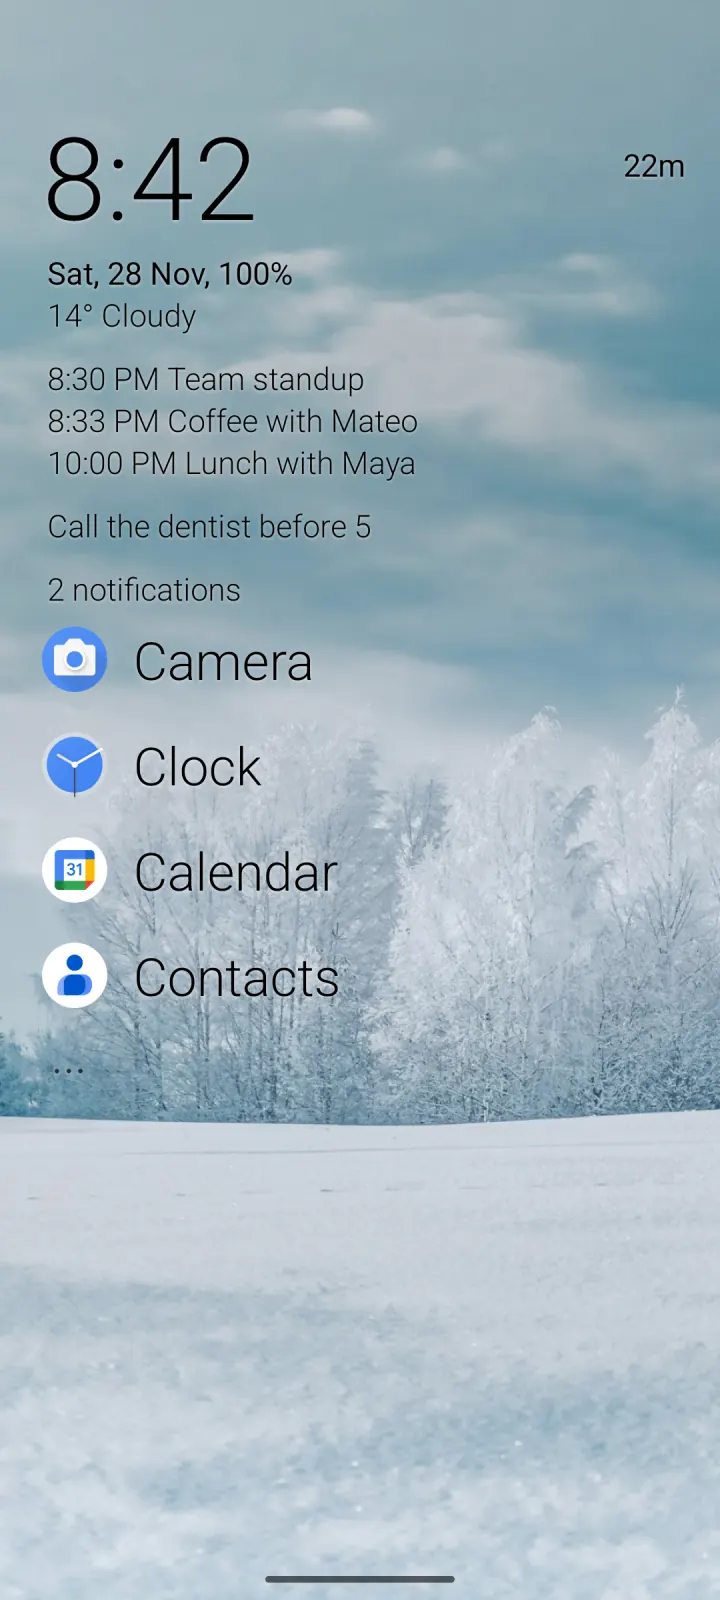 8:42
22m
Sat, 28 Nov, 100%
14° Cloudy
8:30 PM Team standup
8:33 PM Coffee with Mateo
10:00 PM Lunch with Maya
Call the dentist before 5
2 notifications
Camera
Clock
31
Calendar
Contacts
...